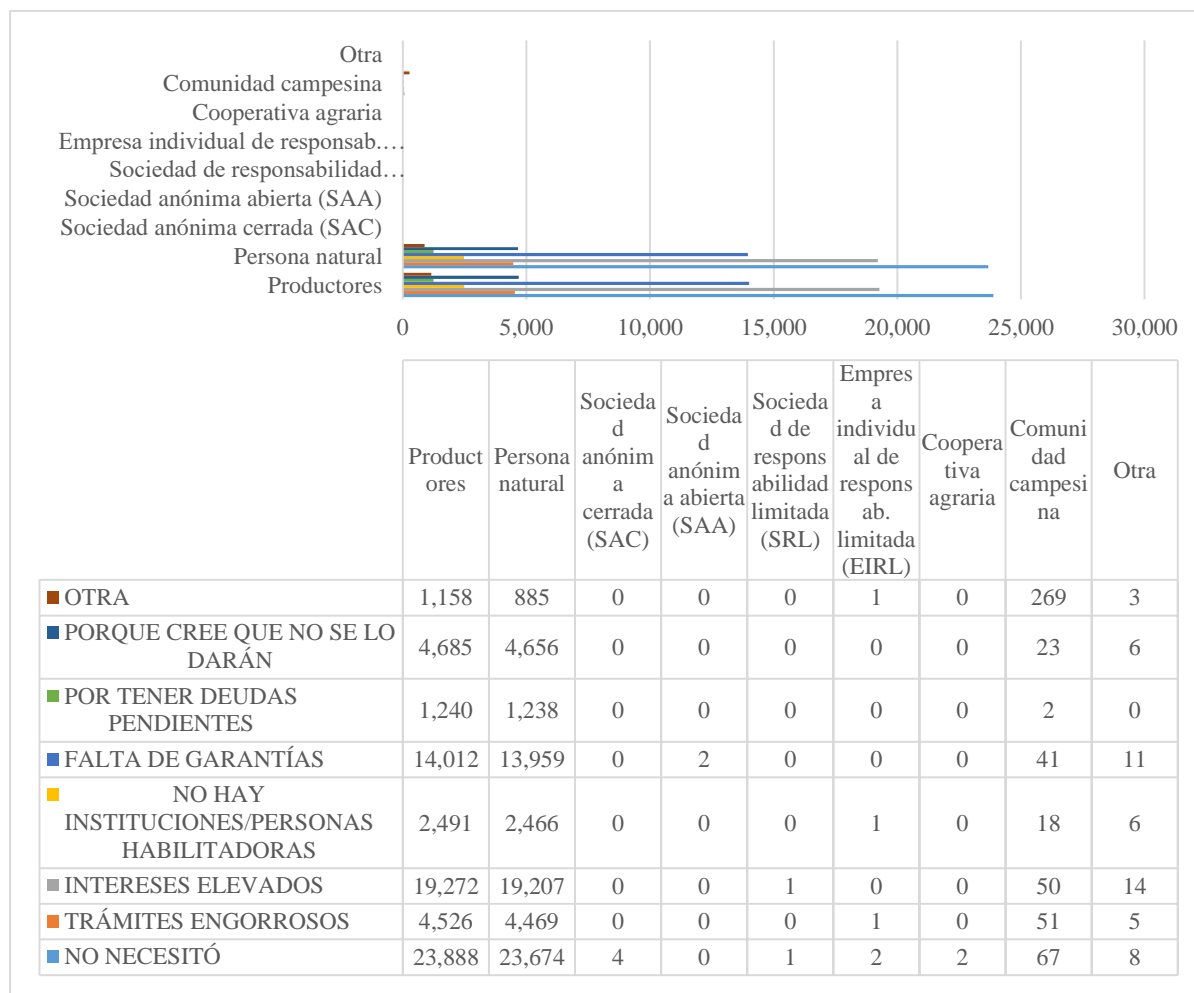 Otra
Comunidad campesina
Cooperativa agraria
Empresa individual de responsab.…
Sociedad de responsabilidad…
Sociedad anónima abierta (SAA)
Sociedad anónima cerrada (SAC)
Persona natural
Productores
0 5,000 10,000 15,000 20,000 25,000 30,000
Product
ores
Persona
natural
Socieda
d
anónim
a
cerrada
(SAC)
Socieda
d
anónim
a abierta
(SAA)
Socieda
d de
respons
abilidad
limitada
(SRL)
Empres
a
individu
al de
respons
ab.
limitada
(EIRL)
Coopera
tiva
agraria
Comuni
dad
campesi
na
Otra
OTRA 1,158 885 0 0 0 1 0 269 3
PORQUE CREE QUE NO SE LO
DARÁN 4,685 4,656 0 0 0 0 0 23 6
POR TENER DEUDAS
PENDIENTES 1,240 1,238 0 0 0 0 0 2 0
FALTA DE GARANTÍAS 14,012 13,959 0 2 0 0 0 41 11
NO HAY
INSTITUCIONES/PERSONAS 2,491 2,466 0 0 0 1 0 18 6
HABILITADORAS
INTERESES ELEVADOS 19,272 19,207 0 0 1 0 0 50 14
TRÁMITES ENGORROSOS 4,526 4,469 0 0 0 1 0 51 5
NO NECESITÓ 23,888 23,674 4 0 1 2 2 67 8